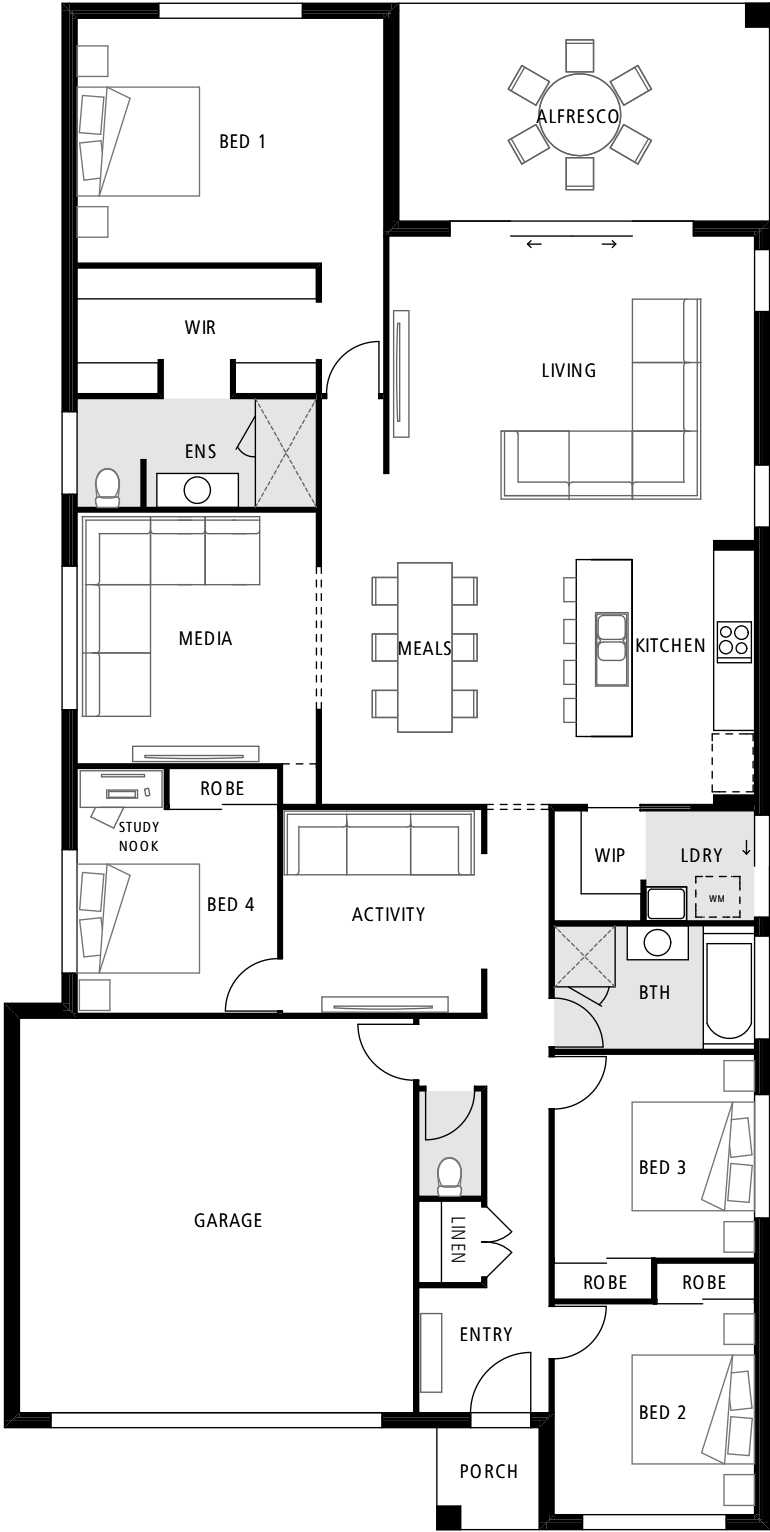 ALFRESCO
BED 1
WIR
LIVING
ENS
MEDIA
MEALS
KITCHEN
ROBE
STUDY
NOOK
WIP
LDRY
WM
BED 4
ACTIVITY
BTH
BED 3
GARAGE
LINEN
ROBE
ROBE
ENTRY
BED 2
PORCH